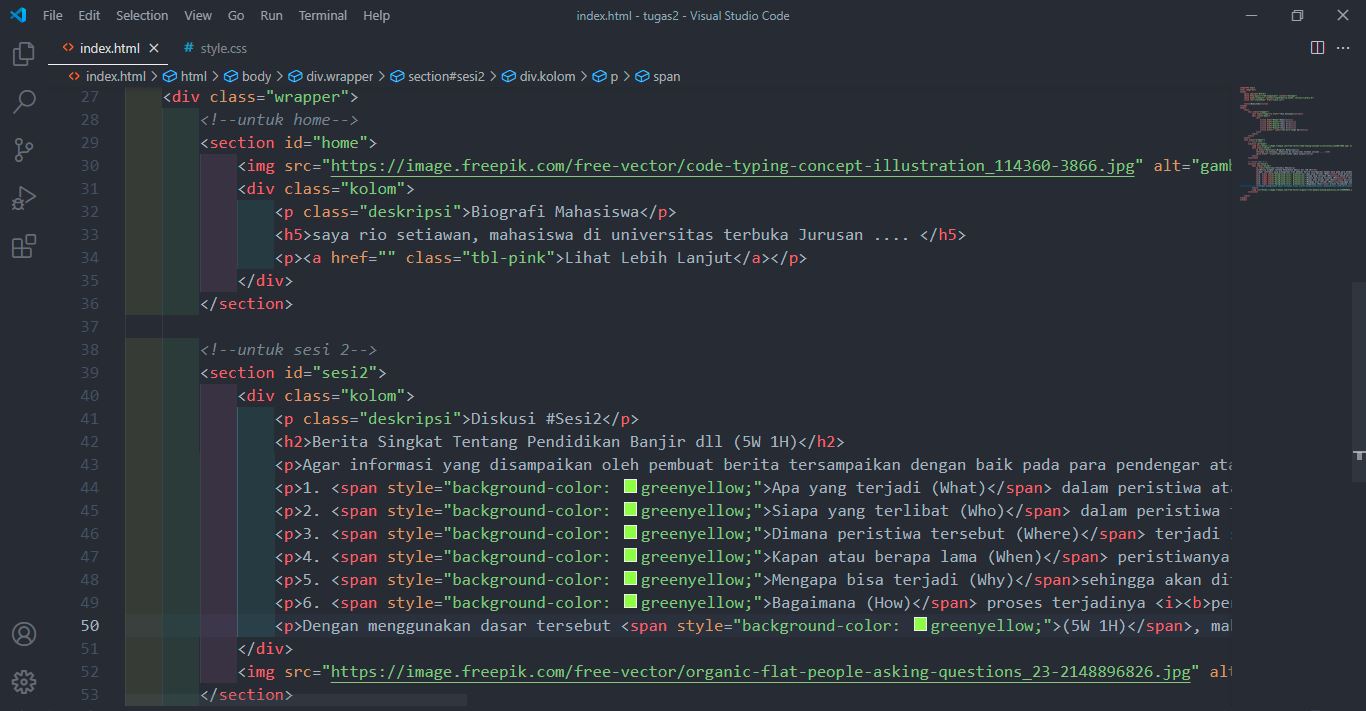 File Edit Selection View Go Run Terminal Help index.html - tugas2 - Visual Studio Code
index.html # style.css
index.html > html > body > div.wrapper > section#sesi2 > div.kolom > p > span
27 <div class="wrapper">
28 <!--untuk home-->
29 <section id="home">
30 <img src="https://image.freepik.com/free-vector/code-typing-concept-illustration_114360-3866.jpg" alt="gamb
31 <div class="kolom">
32 <p class="deskripsi">Biografi Mahasiswa</p>
33 <h5>saya rio setiawan, mahasiswa di universitas terbuka Jurusan .... </h5>
34 <p><a href="" class="tbl-pink">Lihat Lebih Lanjut</a></p>
35 </div>
36 </section>
37
38 <!--untuk sesi 2-->
39 <section id="sesi2">
40 <div class="kolom">
41 <p class="deskripsi">Diskusi #Sesi2</p>
42 <h2>Berita Singkat Tentang Pendidikan Banjir dll (5W 1H)</h2>
43 <p>Agar informasi yang disampaikan oleh pembuat berita tersampaikan dengan baik pada para pendengar ata
44 <p>1. <span style="background-color: greenyellow;">Apa yang terjadi (What)</span> dalam peristiwa ata
45 <p>2. <span style="background-color: greenyellow;">Siapa yang terlibat (Who)</span> dalam peristiwa
46 <p>3. <span style="background-color: greenyellow;">Dimana peristiwa tersebut (Where)</span> terjadi
47 <p>4. <span style="background-color: greenyellow;">Kapan atau berapa lama (When)</span> peristiwanya
48 <p>5. <span style="background-color: greenyellow;">Mengapa bisa terjadi (Why)</span>sehingga akan di
49 <p>6. <span style="background-color: greenyellow;">Bagaimana (How)</span> proses terjadinya <i><b>pe
50 <p>Dengan menggunakan dasar tersebut <span style="background-color: greenyellow;">(5W 1H)</span>, mak
51 </div>
52 <img src="https://image.freepik.com/free-vector/organic-flat-people-asking-questions_23-2148896826.jpg" alt
53 </section>